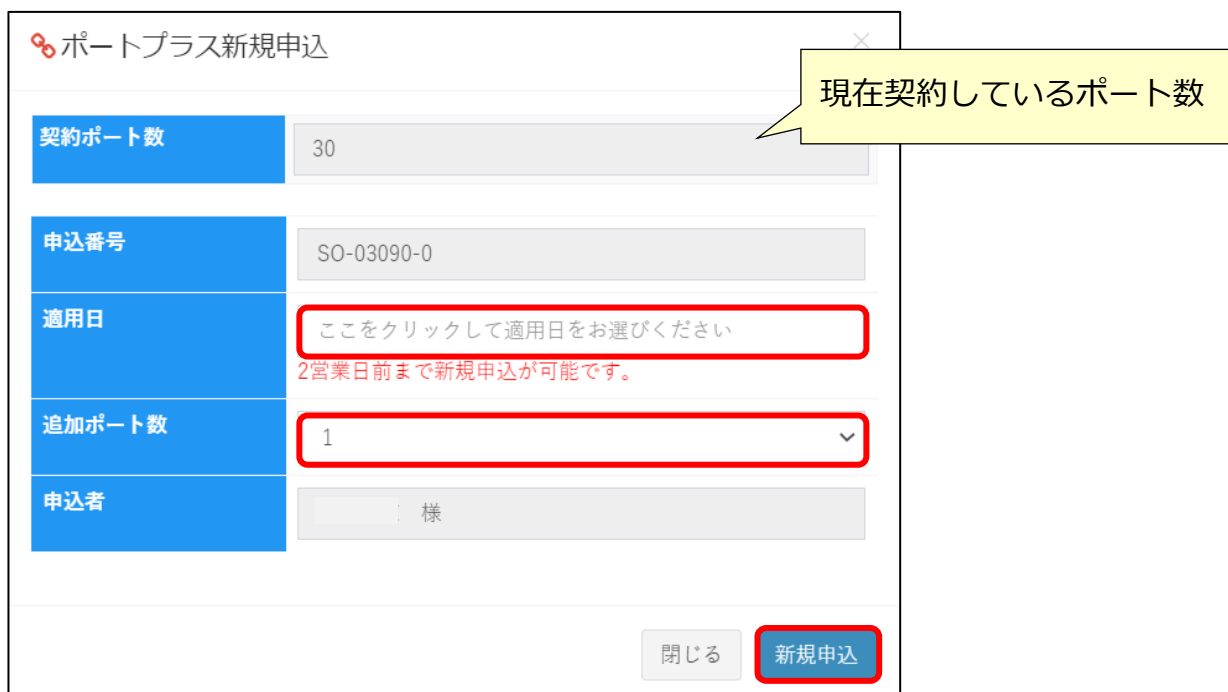 ポートプラス新規申込
現在契約しているポート数
契約ポート数
30
申込番号
SO-03090-0
適用日
ここをクリックして適用日をお選びください
2営業日前まで新規申込が可能です。
追加ポート数
1
申込者
様
閉じる
新規申込